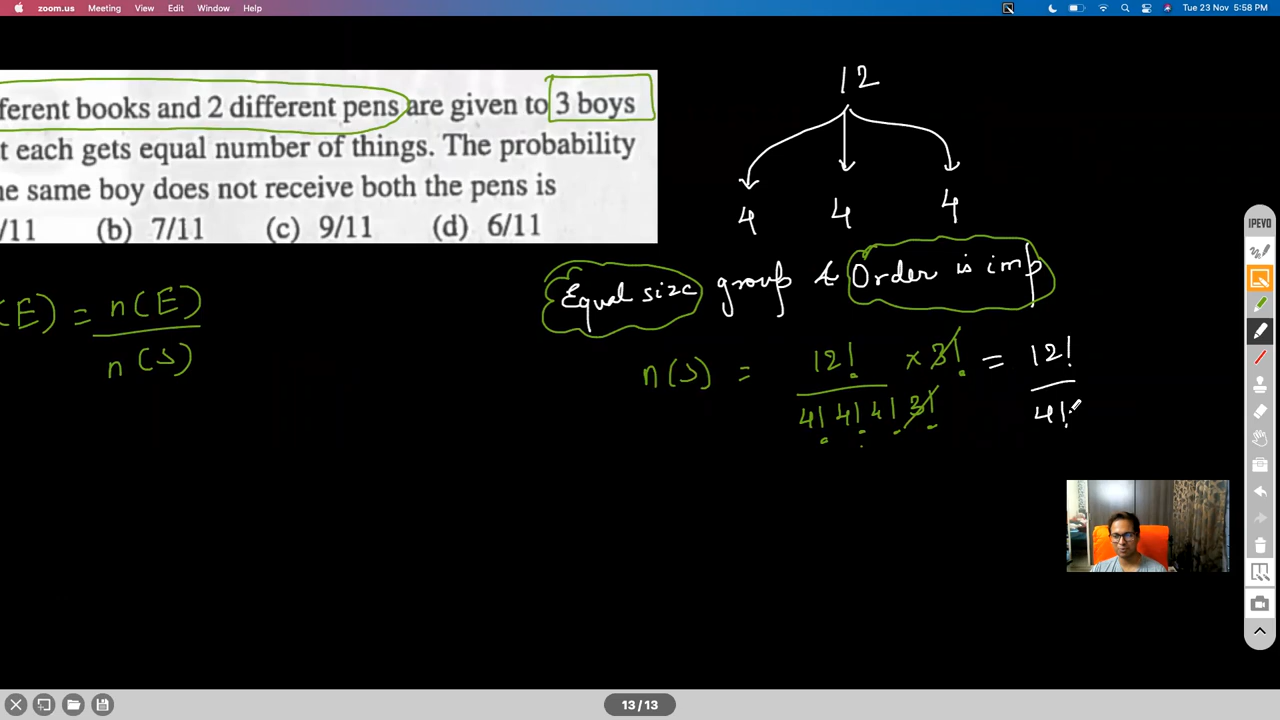 zoom.us Meeting View Edit Window Help Tue 23 Nov 5:58 PM
ferent books and 2 different pens are given to 3 boys
t each gets equal number of things. The probability
ne same boy does not receive both the pens is
/11 (b) 7/11 (c) 9/11 (d) 6/11
12
4 4 4
Equal size group & Order is imp
(E) = n(E) / n(S)
n(S) = 12! / 4! 4! 4! 3! × 3! = 12! / 4!
IPEVO
13/13